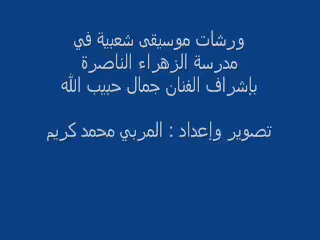 ورشات موسيقى شعبية في
مدرسة الزهراء الناصرة
بإشراف الفنان جمال حبيب الله
تصوير وإعداد : المربي محمد كريم